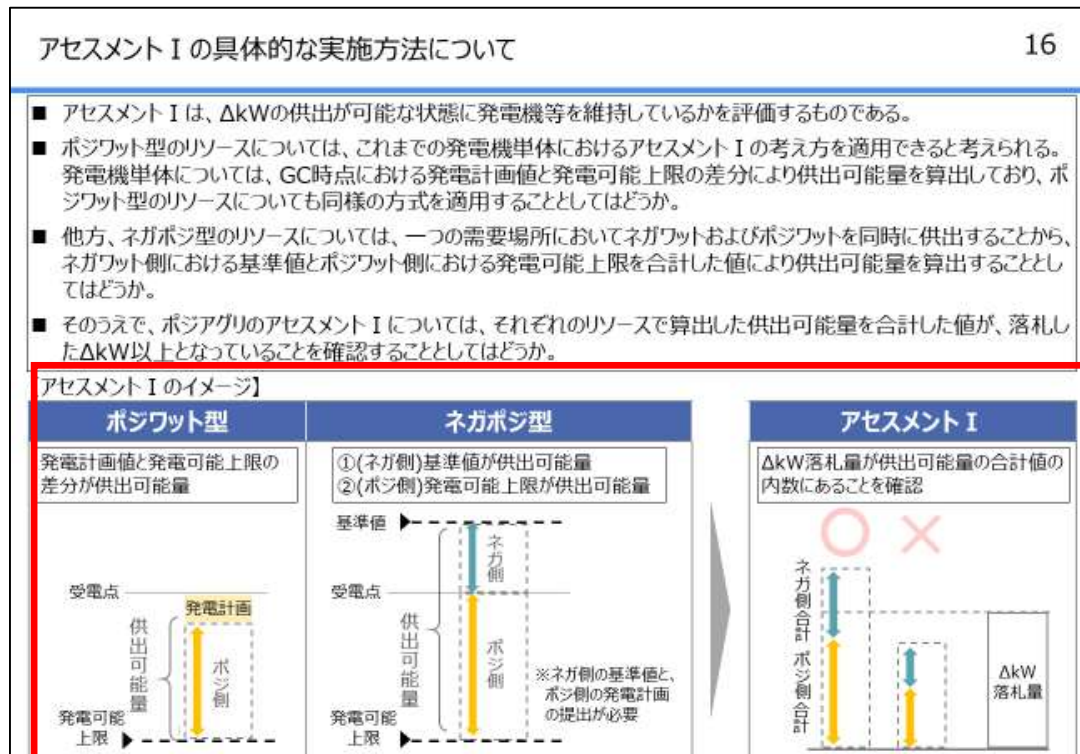 アセスメントⅠの具体的な実施方法について
16
■ アセスメントⅠは、ΔkWの供出が可能な状態に発電機等を維持しているかを評価するものである。
■ ポジワット型のリソースについては、これまでの発電機単体におけるアセスメントⅠの考え方を適用できると考えられる。
発電機単体については、GC時点における発電計画値と発電可能上限の差分により供出可能量を算出しており、ポ
ジワット型のリソースについても同様の方式を適用することとしてはどうか。
■ 他方、ネガポジ型のリソースについては、一つの需要場所においてネガワットおよびポジワットを同時に供出することから、
ネガワット側における基準値とポジワット側における発電可能上限を合計した値により供出可能量を算出することとし
てはどうか。
■ そのうえで、ポジアグリのアセスメントⅠについては、それぞれのリソースで算出した供出可能量を合計した値が、落札し
たΔkW以上となっていることを確認することとしてはどうか。
【アセスメントⅠのイメージ】
ポジワット型
発電計画値と発電可能上限の
差分が供出可能量
受電点
発電計画
供出可能量
ポジ側
発電可能
上限
ネガポジ型
①(ネガ側)基準値が供出可能量
②(ポジ側)発電可能上限が供出可能量
基準値
ネガ側
受電点
供出可能量
ポジ側
※ネガ側の基準値と、
ポジ側の発電計画
の提出が必要
発電可能
上限
アセスメントⅠ
ΔkW落札量が供出可能量の合計値の
内数にあることを確認
○ ×
ネガ側合計
ポジ側合計
ΔkW
落札量